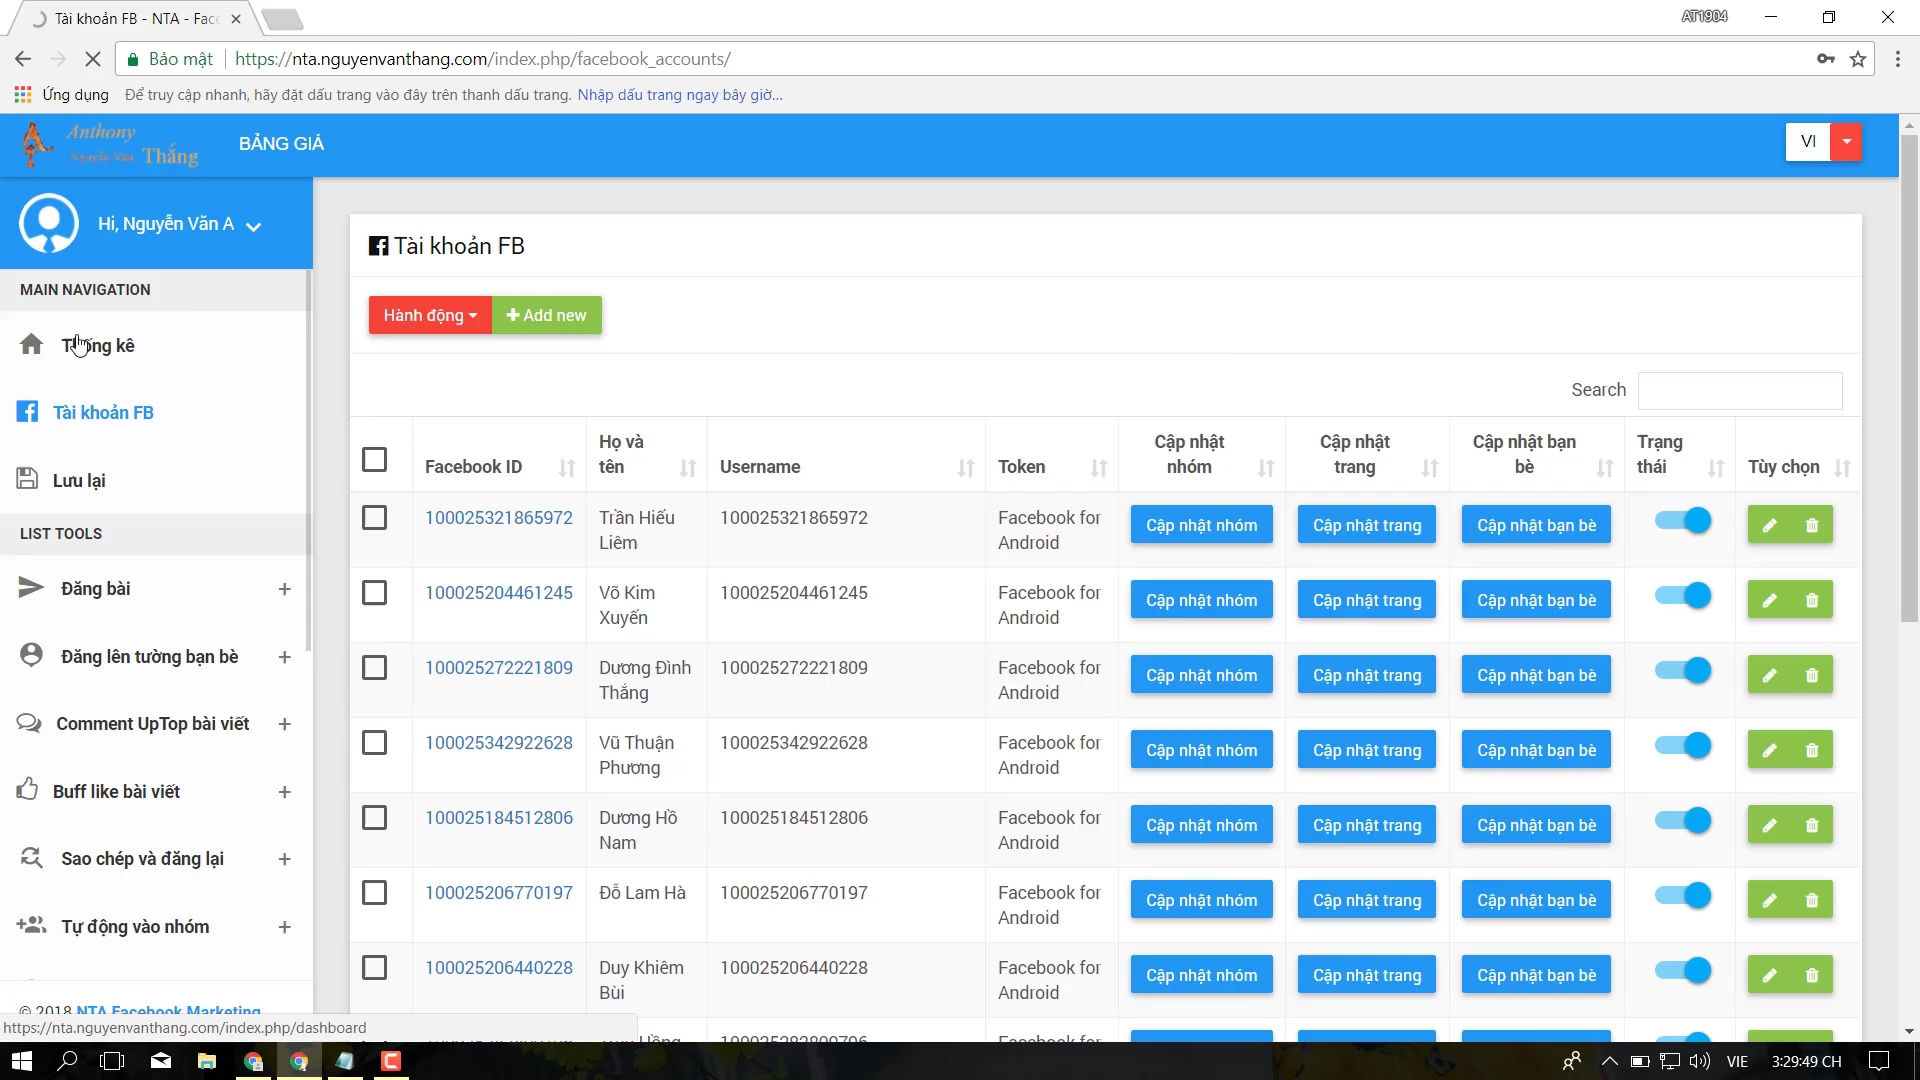 Tài khoản FB - NTA - Face
AT1904
Bảo mật
https://nta.nguyenvanthang.com/index.php/facebook_accounts/
Ứng dụng
Để truy cập nhanh, hãy đặt dấu trang vào đây trên thanh dấu trang. Nhập dấu trang ngay bây giờ...
Anthony
Nguyễn Văn Thắng
BẢNG GIÁ
VI
Hi, Nguyễn Văn A
MAIN NAVIGATION
Thống kê
Tài khoản FB
Lưu lại
LIST TOOLS
Đăng bài +
Đăng lên tường bạn bè +
Comment UpTop bài viết +
Buff like bài viết +
Sao chép và đăng lại +
Tự động vào nhóm +
© 2018 NTA Facebook Marketing
https://nta.nguyenvanthang.com/index.php/dashboard
Tài khoản FB
Hành động
Add new
Search
Facebook ID
Họ và tên
Username
Token
Cập nhật nhóm
Cập nhật trang
Cập nhật bạn bè
Trạng thái
Tùy chọn
100025321865972 Trần Hiếu Liêm 100025321865972 Facebook for Android Cập nhật nhóm Cập nhật trang Cập nhật bạn bè
100025204461245 Võ Kim Xuyến 100025204461245 Facebook for Android Cập nhật nhóm Cập nhật trang Cập nhật bạn bè
100025272221809 Dương Đình Thắng 100025272221809 Facebook for Android Cập nhật nhóm Cập nhật trang Cập nhật bạn bè
100025342922628 Vũ Thuận Phương 100025342922628 Facebook for Android Cập nhật nhóm Cập nhật trang Cập nhật bạn bè
100025184512806 Dương Hồ Nam 100025184512806 Facebook for Android Cập nhật nhóm Cập nhật trang Cập nhật bạn bè
100025206770197 Đỗ Lam Hà 100025206770197 Facebook for Android Cập nhật nhóm Cập nhật trang Cập nhật bạn bè
100025206440228 Duy Khiêm Bùi 100025206440228 Facebook for Android Cập nhật nhóm Cập nhật trang Cập nhật bạn bè
VIE
3:29:49 CH